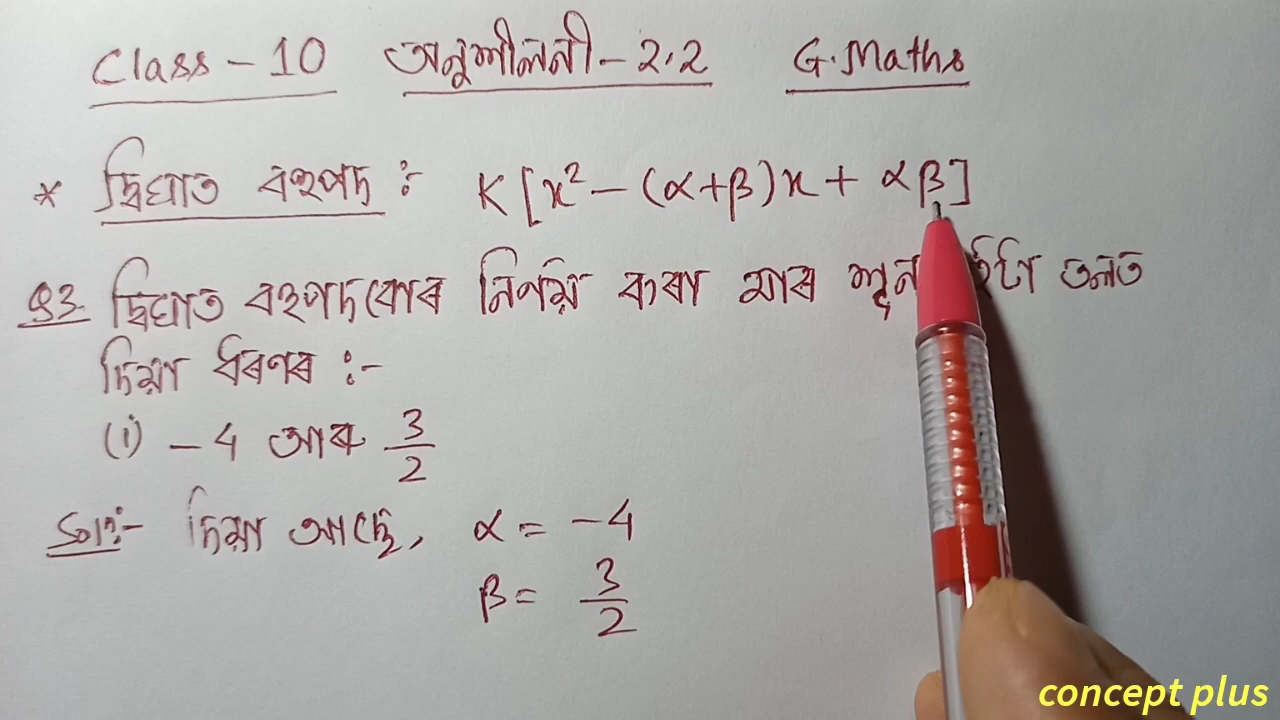 Class - 10 অনুশীলনী - 2.2 G. Maths
* দ্বিঘাত বহুপদ :- K [x² - (α+β)x + αβ]
Q3. দ্বিঘাত বহুপদবোৰ নিৰ্ণয় কৰা যাৰ তলত
দিয়া ধৰণৰ :-
(i) -4 আৰু 3/2
দিয়া আছে, α = -4
β = 3/2
concept plus